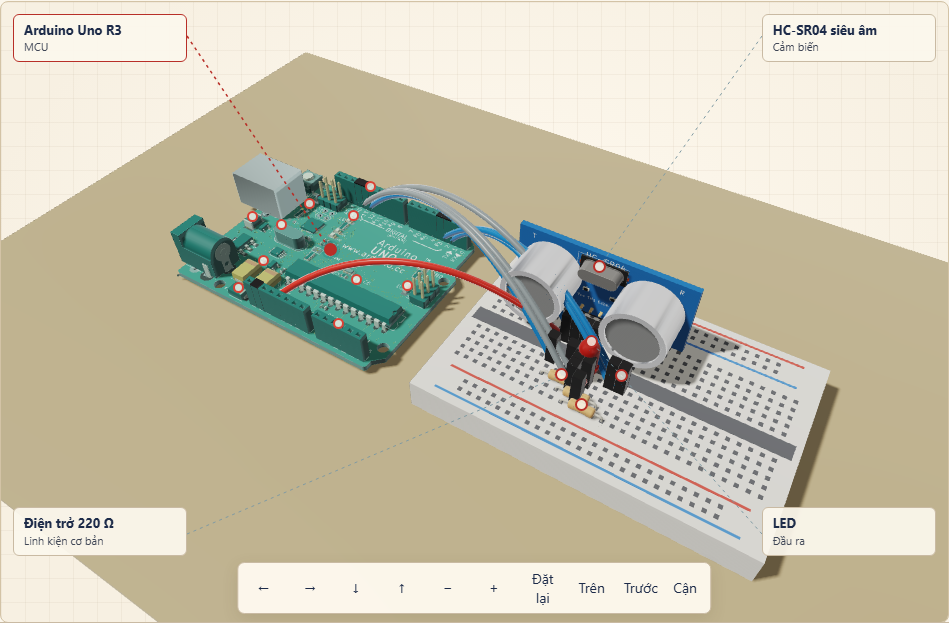 Arduino Uno R3
MCU
HC-SR04 siêu âm
Cảm biến
T
R
DIGITAL
Arduino
UNO
Điện trở 220 Ω
Linh kiện cơ bản
LED
Đầu ra
← → ↓ ↑ − + Đặt lại Trên Trước Cận